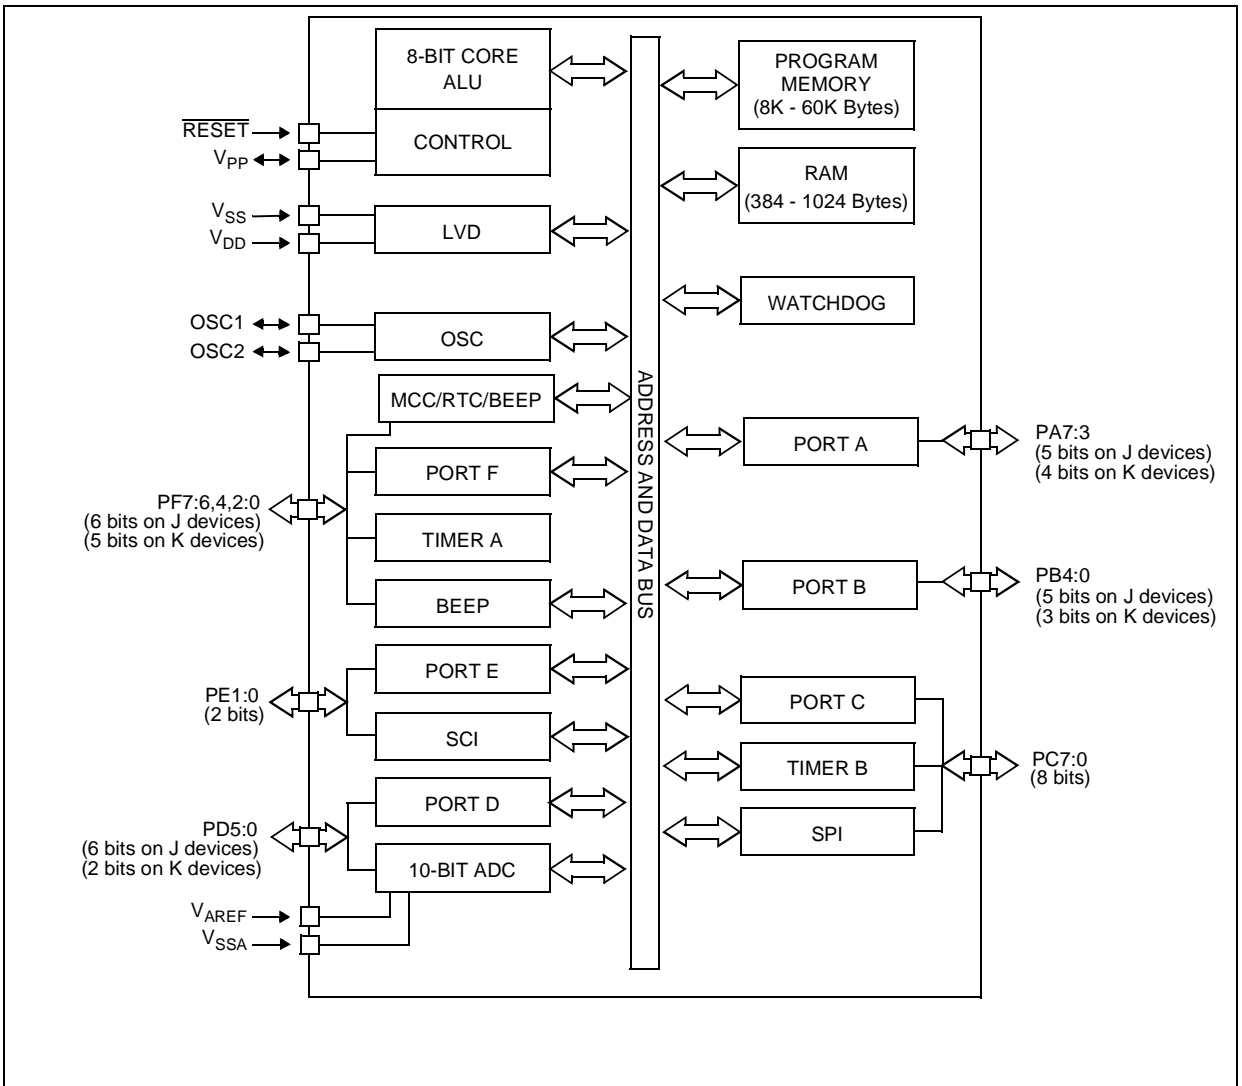 8-BIT CORE
ALU
CONTROL
RESET
VPP
VSS
VDD
LVD
OSC1
OSC2
OSC
MCC/RTC/BEEP
PORT F
PF7:6,4,2:0
(6 bits on J devices)
(5 bits on K devices)
TIMER A
BEEP
PORT E
PE1:0
(2 bits)
SCI
PORT D
PD5:0
(6 bits on J devices)
(2 bits on K devices)
10-BIT ADC
VAREF
VSSA
ADDRESS AND DATA BUS
PROGRAM
MEMORY
(8K - 60K Bytes)
RAM
(384 - 1024 Bytes)
WATCHDOG
PORT A
PA7:3
(5 bits on J devices)
(4 bits on K devices)
PORT B
PB4:0
(5 bits on J devices)
(3 bits on K devices)
PORT C
TIMER B
PC7:0
(8 bits)
SPI